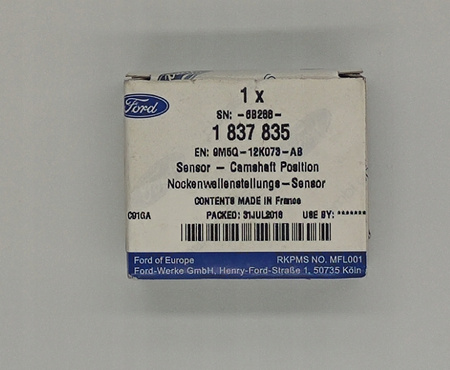 Ford
1 x
SN: -6B288-
1 837 835
EN: 9M5Q-12K073-AB
Sensor - Camshaft Position
Nockenwellenstellungs-Sensor
CONTENTS MADE IN France
C91GA PACKED: 31JUL2016 USE BY: *******
Ford of Europe RKPMS NO. MFL001
Ford-Werke GmbH, Henry-Ford-Straße 1, 50735 Köln